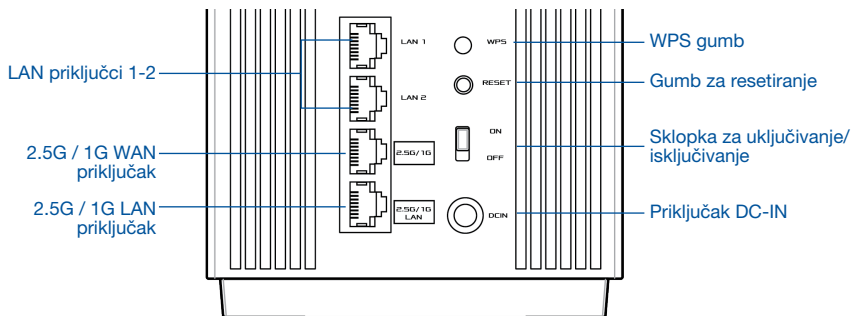 LAN priključci 1-2
2.5G / 1G WAN
priključak
2.5G / 1G LAN
priključak
LAN 1
LAN 2
2.5G/1G
2.5G/1G
LAN
WPS
RESET
ON
OFF
DCIN
WPS gumb
Gumb za resetiranje
Sklopka za uključivanje/
isključivanje
Priključak DC-IN